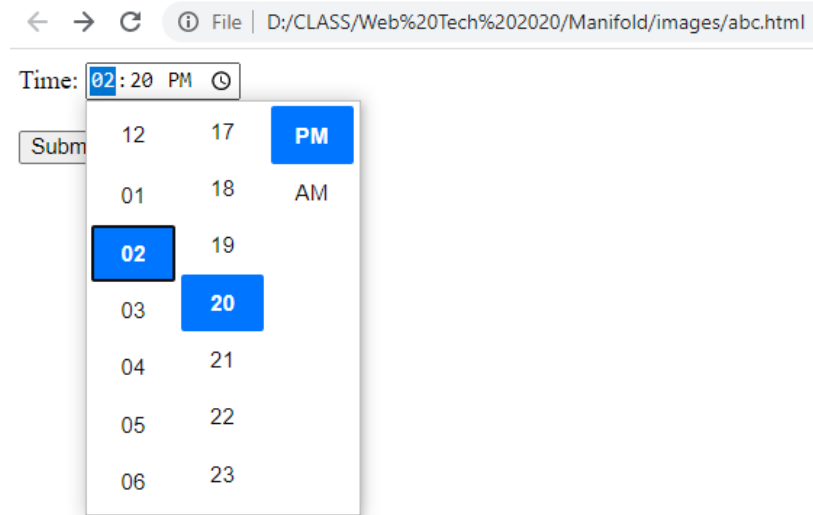 File | D:/CLASS/Web%20Tech%202020/Manifold/images/abc.html
Time: 02:20 PM
Subm
12 17 PM
01 18 AM
02 19
03 20
04 21
05 22
06 23